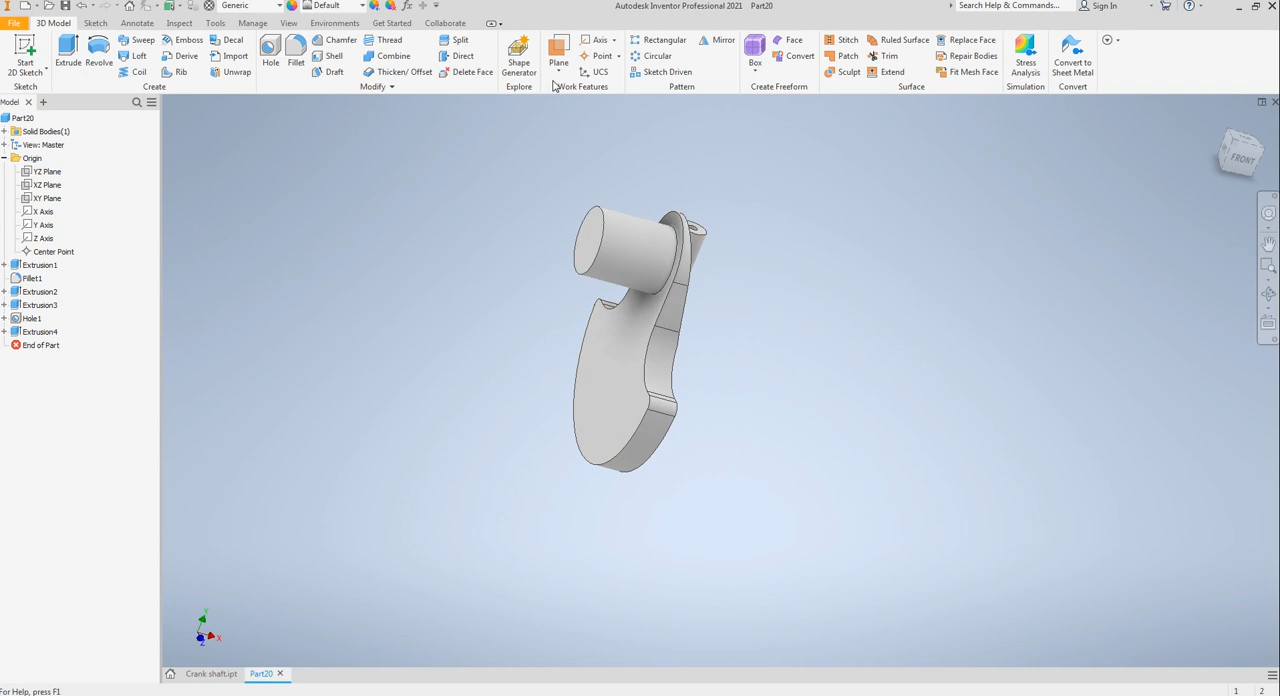 Generic Default Autodesk Inventor Professional 2021 Part20 Search Help & Commands... Sign In
File 3D Model Sketch Annotate Inspect Tools Manage View Environments Get Started Collaborate
Start 2D Sketch Extrude Revolve Sweep Emboss Decal Hole Fillet Chamfer Thread Split Shape Generator Plane Axis Rectangular Mirror Box Face Stitch Ruled Surface Replace Face Stress Analysis Convert to Sheet Metal
Loft Derive Import Shell Combine Direct Point Circular Convert Patch Trim Repair Bodies
Coil Rib Unwrap Draft Thicken/ Offset Delete Face UCS Sketch Driven Sculpt Extend Fit Mesh Face
Sketch Create Modify Explore Work Features Pattern Create Freeform Surface Simulation Convert
Model
Part20
Solid Bodies(1)
View: Master
Origin
YZ Plane
XZ Plane
XY Plane
X Axis
Y Axis
Z Axis
Center Point
Extrusion1
Fillet1
Extrusion2
Extrusion3
Hole1
Extrusion4
End of Part
FRONT
Y
X
Z
Crank shaft.ipt Part20
For Help, press F1 1 2